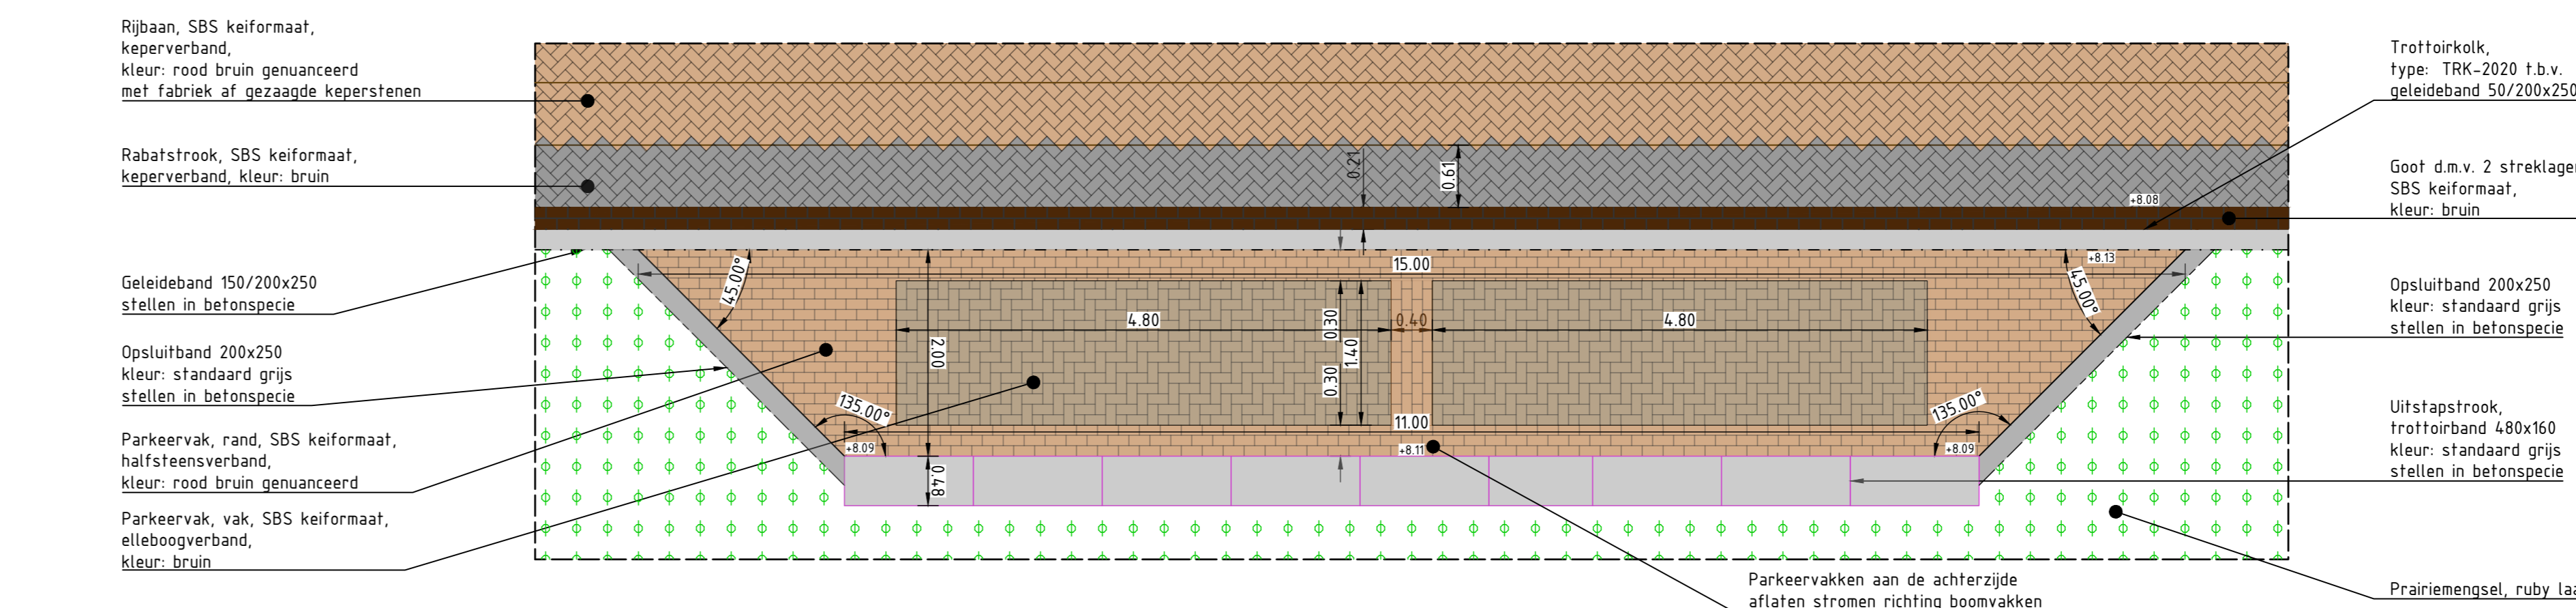 Rijbaan, SBS keiformaat,
keperverband,
kleur: rood bruin genuanceerd
met fabriek af gezaagde keperstenen
Rabatstrook, SBS keiformaat,
keperverband, kleur: bruin
Geleideband 150/200x250
stellen in betonspecie
Opsluitband 200x250
kleur: standaard grijs
stellen in betonspecie
Parkeervak, rand, SBS keiformaat,
halfsteensverband,
kleur: rood bruin genuanceerd
Parkeervak, vak, SBS keiformaat,
elleboogverband,
kleur: bruin
0.21
0.61
+8.08
15.00
+8.13
45.00°
45.00°
4.80
0.40
4.80
0.30
1.40
0.30
2.00
135.00°
135.00°
11.00
+8.09
+8.11
+8.09
0.48
Trottoirkolk,
type: TRK-2020 t.b.v.
geleideband 50/200x250
Goot d.m.v. 2 streklagen
SBS keiformaat,
kleur: bruin
Opsluitband 200x250
kleur: standaard grijs
stellen in betonspecie
Uitstapstrook,
trottoirband 480x160
kleur: standaard grijs
stellen in betonspecie
Parkeervakken aan de achterzijde
aflaten stromen richting boomvakken
Prairiemengsel, ruby